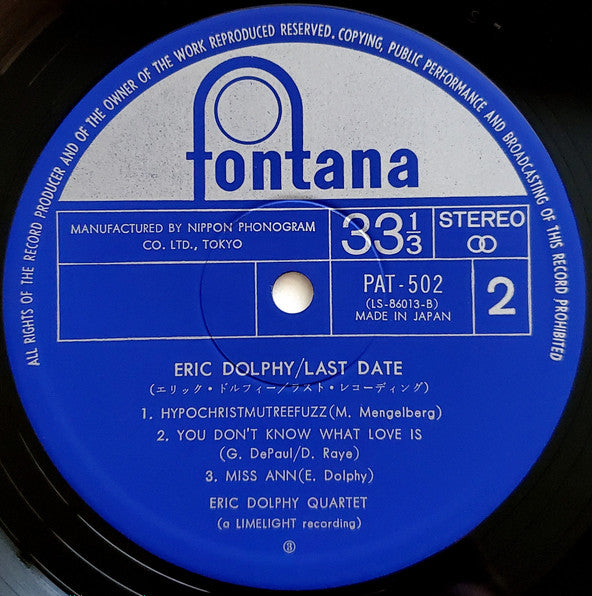 ALL RIGHTS OF THE RECORD PRODUCER AND OF THE OWNER OF THE WORK REPRODUCED RESERVED. COPYING, PUBLIC PERFORMANCE AND BROADCASTING OF THIS RECORD PROHIBITED
fontana
MANUFACTURED BY NIPPON PHONOGRAM
CO. LTD., TOKYO
33 1/3
STEREO
PAT-502
(LS-86013-B)
MADE IN JAPAN
2
ERIC DOLPHY/LAST DATE
(エリック・ドルフィー/ラスト・レコーディング)
1. HYPOCHRISTMUTREEFUZZ(M. Mengelberg)
2. YOU DON'T KNOW WHAT LOVE IS
(G. DePaul/D. Raye)
3. MISS ANN(E. Dolphy)
ERIC DOLPHY QUARTET
(a LIMELIGHT recording)